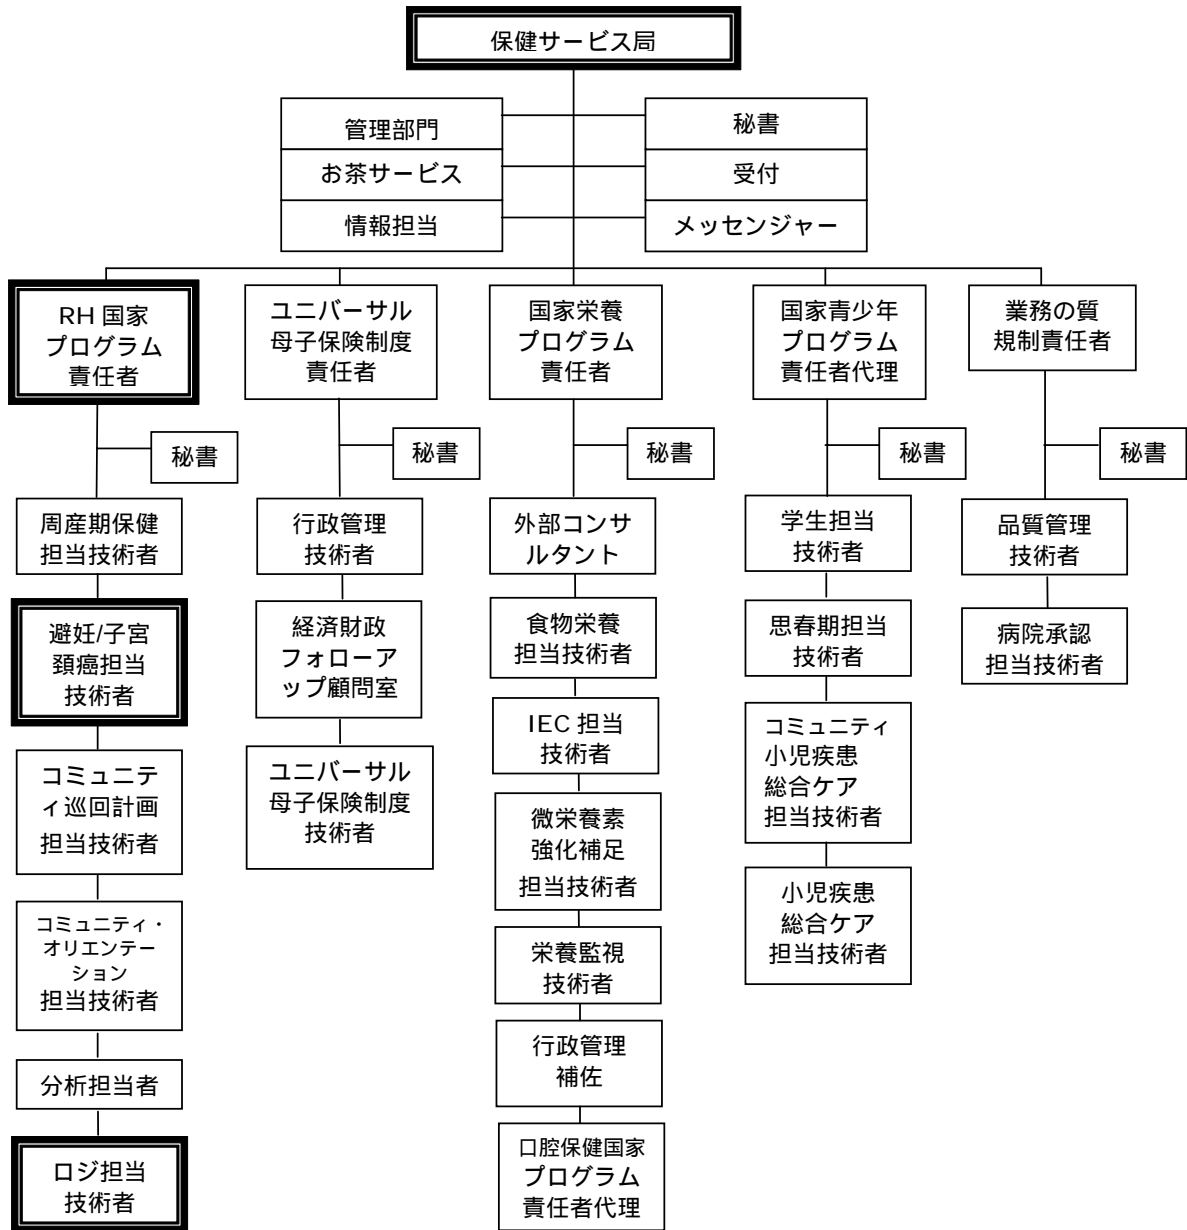 保健サービス局
管理部門
秘書
お茶サービス
受付
情報担当
メッセンジャー
RH 国家
プログラム
責任者
ユニバーサル
母子保険制度
責任者
国家栄養
プログラム
責任者
国家青少年
プログラム
責任者代理
業務の質
規制責任者
秘書
秘書
秘書
秘書
秘書
周産期保健
担当技術者
避妊/子宮
頚癌担当
技術者
コミュニテ
ィ巡回計画
担当技術者
コミュニティ・
オリエンテー
ション
担当技術者
分析担当者
ロジ担当
技術者
行政管理
技術者
経済財政
フォローア
ップ顧問室
ユニバーサル
母子保険制度
技術者
外部コンサ
ルタント
食物栄養
担当技術者
IEC 担当
技術者
微栄養素
強化補足
担当技術者
栄養監視
技術者
行政管理
補佐
口腔保健国家
プログラム
責任者代理
学生担当
技術者
思春期担当
技術者
コミュニティ
小児疾患
総合ケア
担当技術者
小児疾患
総合ケア
担当技術者
品質管理
技術者
病院承認
担当技術者